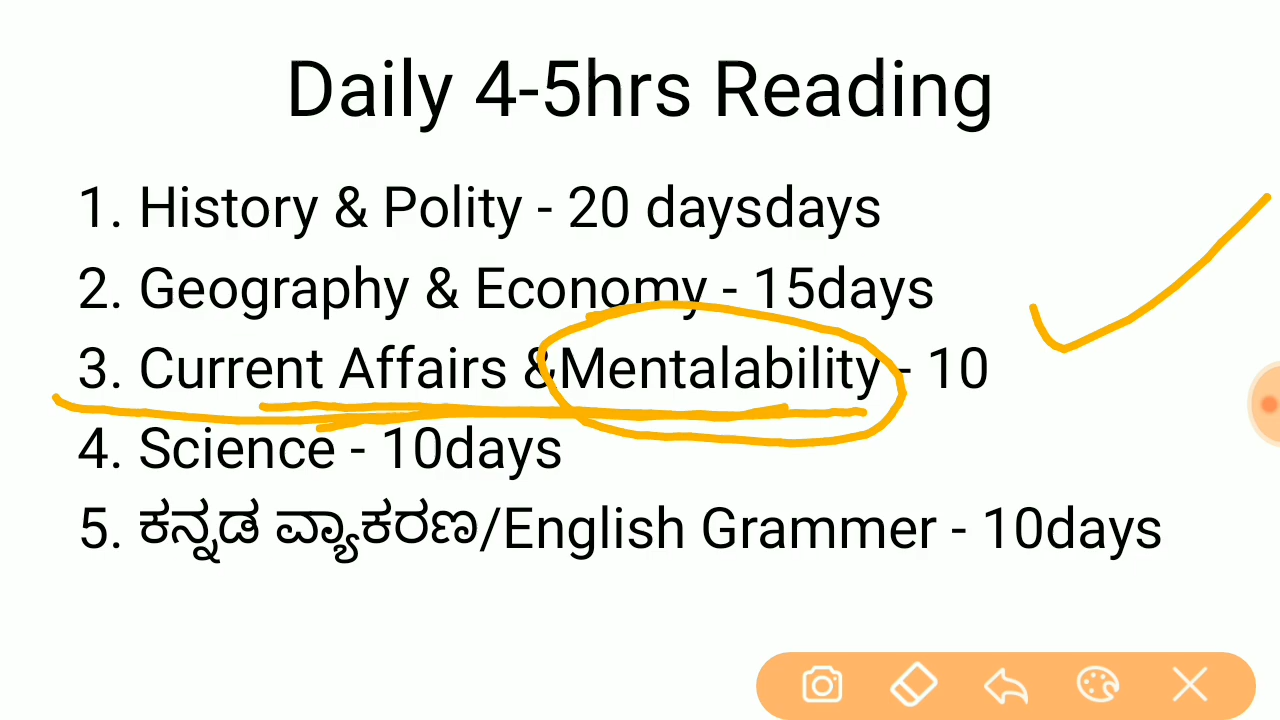 Daily 4-5hrs Reading
1. History & Polity - 20 daysdays
2. Geography & Economy - 15days
3. Current Affairs &Mentalability - 10
4. Science - 10days
5. ಕನ್ನಡ ವ್ಯಾಕರಣ/English Grammer - 10days